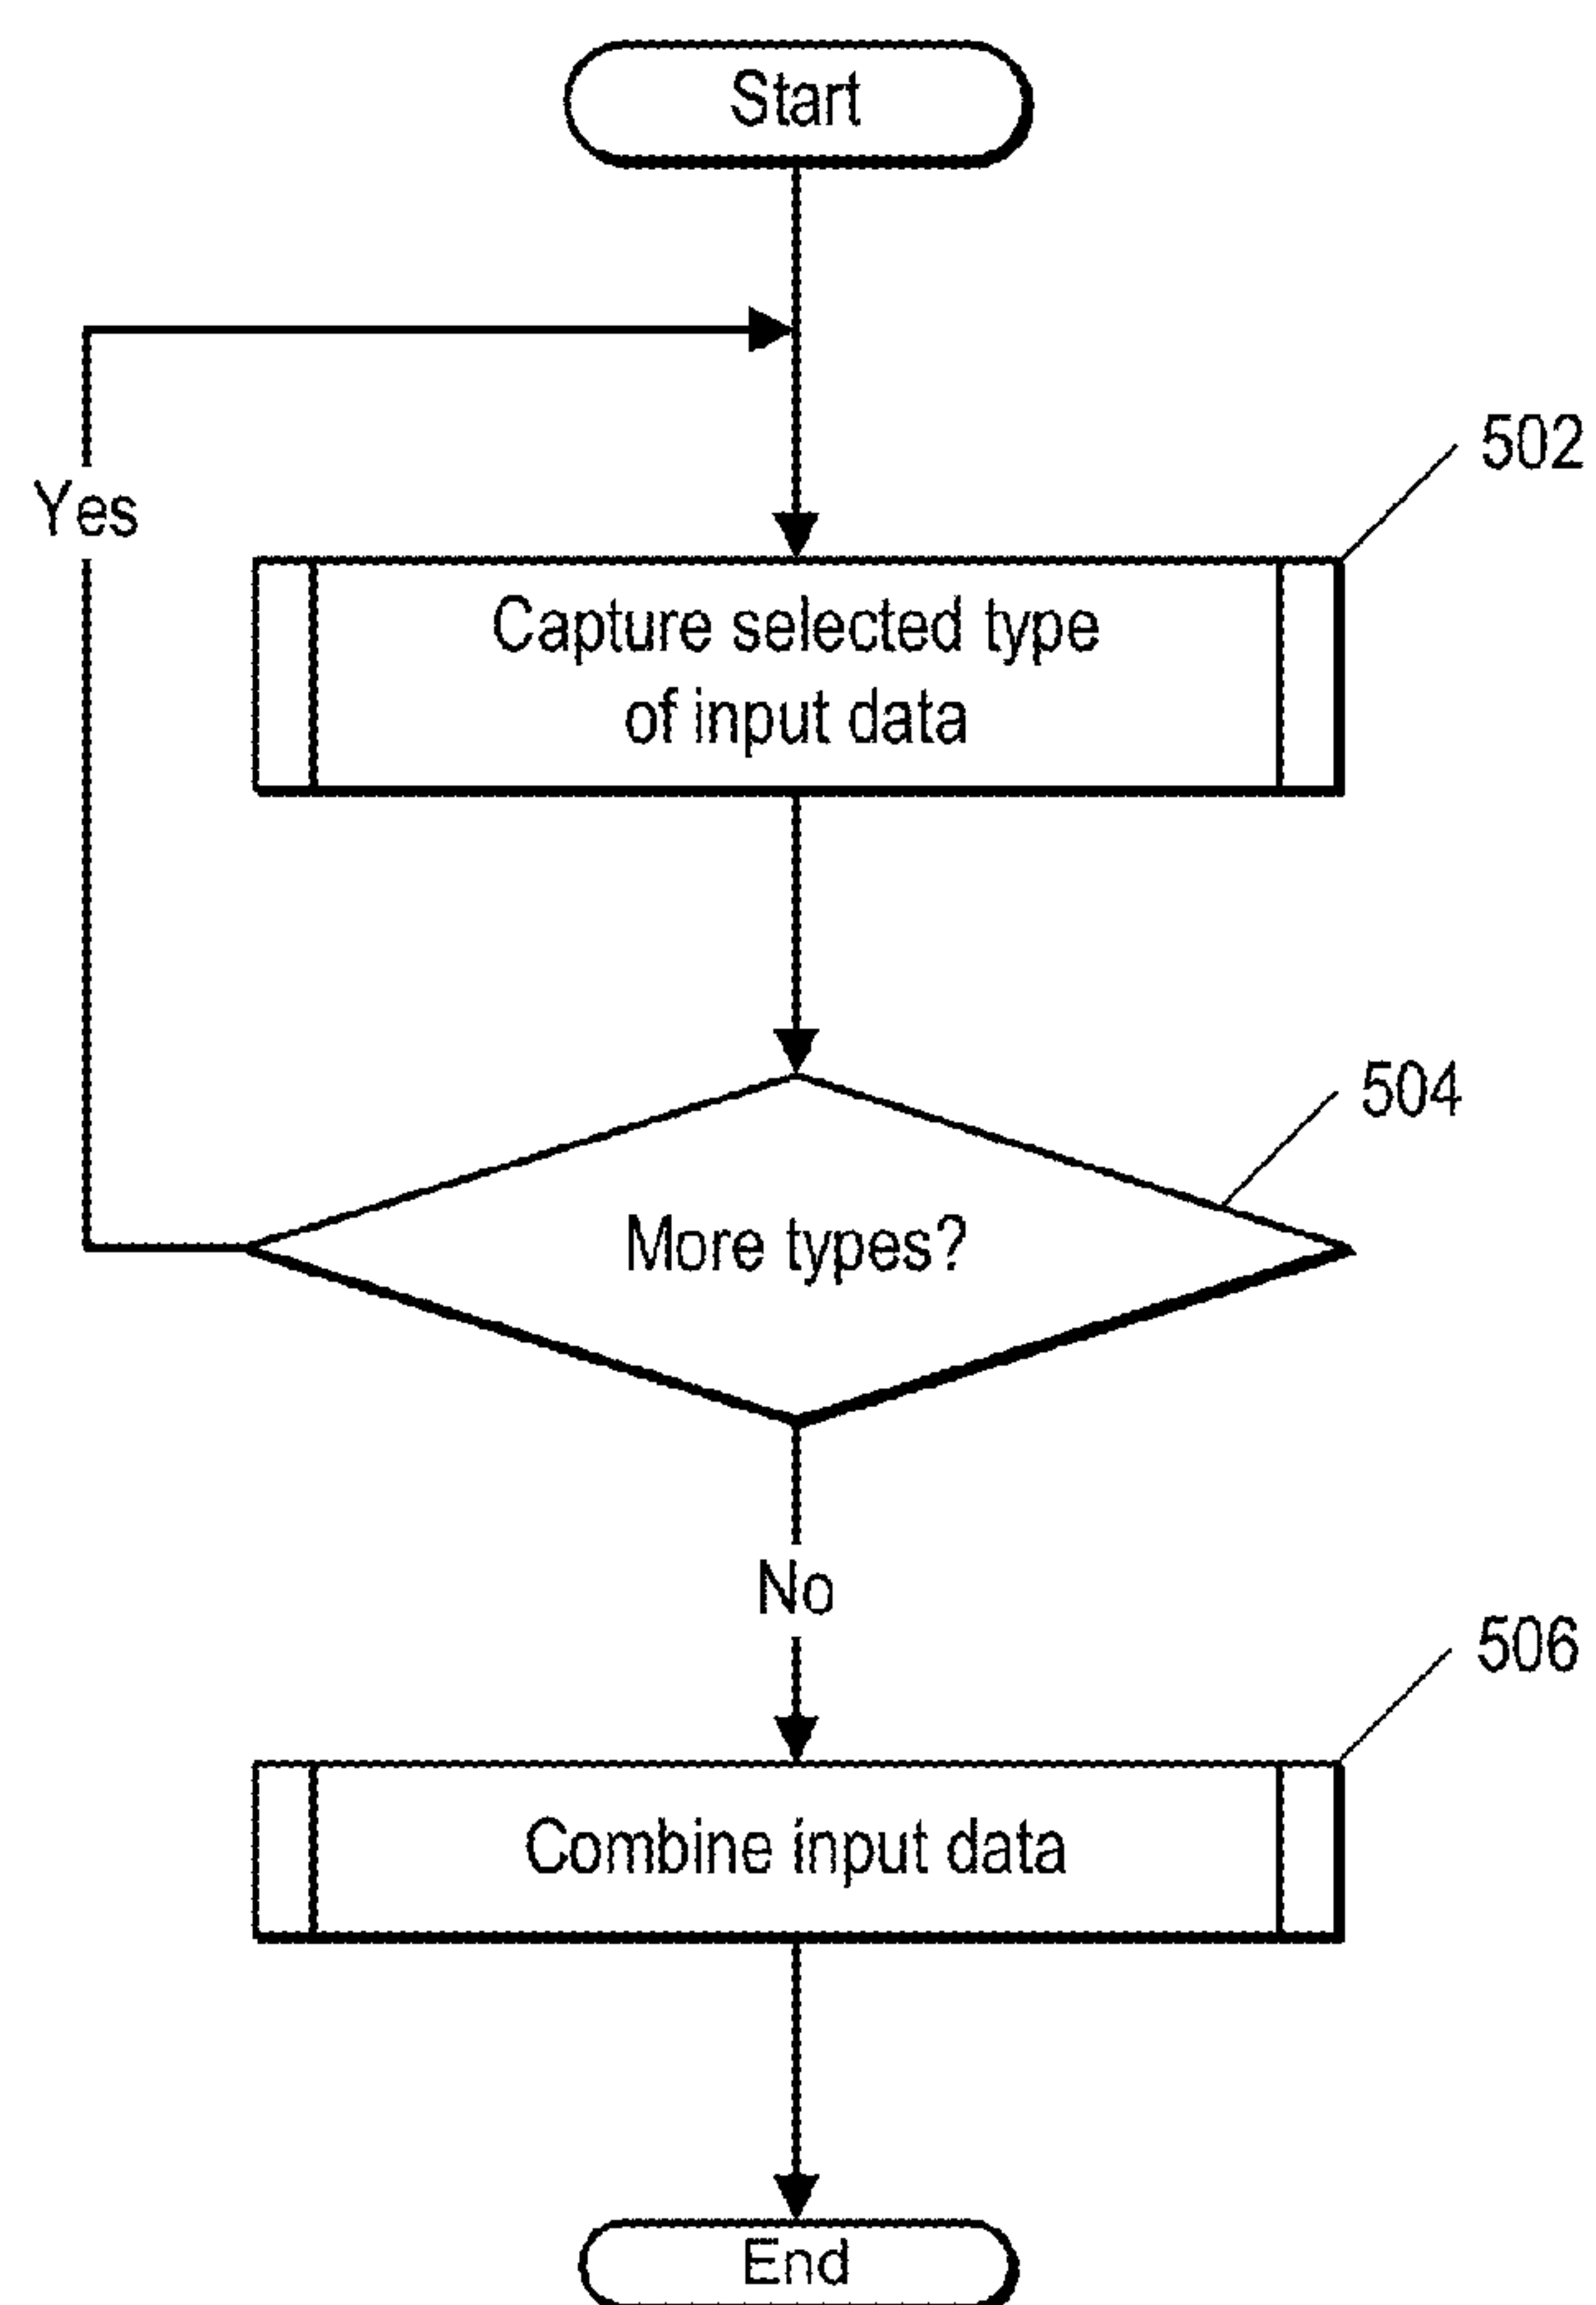 Start
502
Yes
Capture selected type
of input data
504
More types?
No
506
Combine input data
End